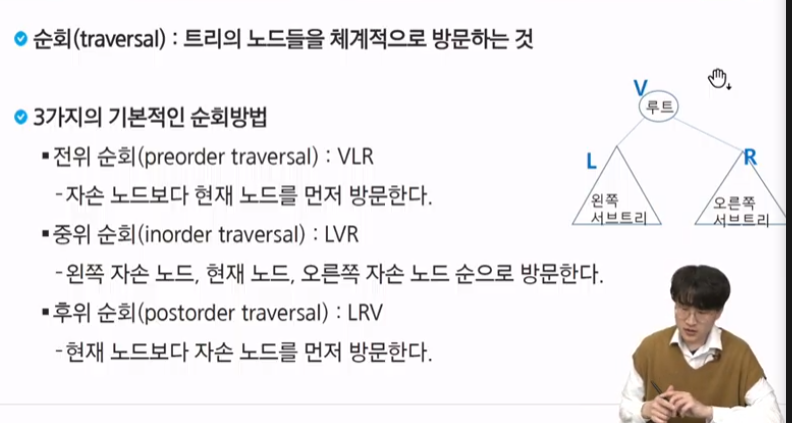 순회(traversal) : 트리의 노드들을 체계적으로 방문하는 것
3가지의 기본적인 순회방법
▪전위 순회(preorder traversal) : VLR
-자손 노드보다 현재 노드를 먼저 방문한다.
▪중위 순회(inorder traversal) : LVR
-왼쪽 자손 노드, 현재 노드, 오른쪽 자손 노드 순으로 방문한다.
▪후위 순회(postorder traversal) : LRV
-현재 노드보다 자손 노드를 먼저 방문한다.
V
루트
L
R
왼쪽
서브트리
오른쪽
서브트리